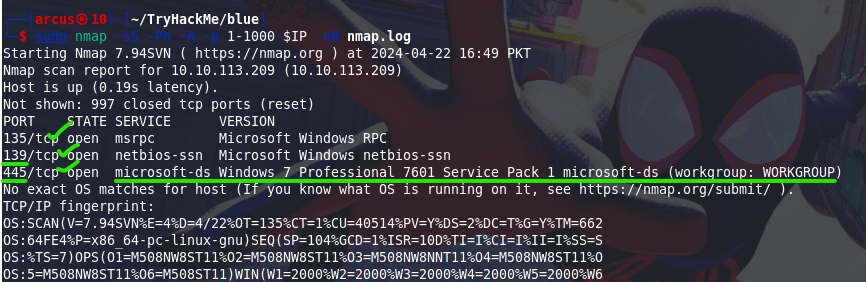 (arcus㉿10)-[~/TryHackMe/blue]
$ sudo nmap -sS -Pn -A -p 1-1000 $IP -oN nmap.log
Starting Nmap 7.94SVN ( https://nmap.org ) at 2024-04-22 16:49 PKT
Nmap scan report for 10.10.113.209 (10.10.113.209)
Host is up (0.19s latency).
Not shown: 997 closed tcp ports (reset)
PORT STATE SERVICE VERSION
135/tcp open msrpc Microsoft Windows RPC
139/tcp open netbios-ssn Microsoft Windows netbios-ssn
445/tcp open microsoft-ds Windows 7 Professional 7601 Service Pack 1 microsoft-ds (workgroup: WORKGROUP)
No exact OS matches for host (If you know what OS is running on it, see https://nmap.org/submit/ ).
TCP/IP fingerprint:
OS:SCAN(V=7.94SVN%E=4%D=4/22%OT=135%CT=1%CU=40514%PV=Y%DS=2%DC=T%G=Y%TM=662
OS:64FE4%P=x86_64-pc-linux-gnu)SEQ(SP=104%GCD=1%ISR=10D%TI=I%CI=I%II=I%SS=S
OS:%TS=7)OPS(O1=M508NW8ST11%O2=M508NW8ST11%O3=M508NW8NNT11%O4=M508NW8ST11%O
OS:5=M508NW8ST11%O6=M508ST11)WIN(W1=2000%W2=2000%W3=2000%W4=2000%W5=2000%W6